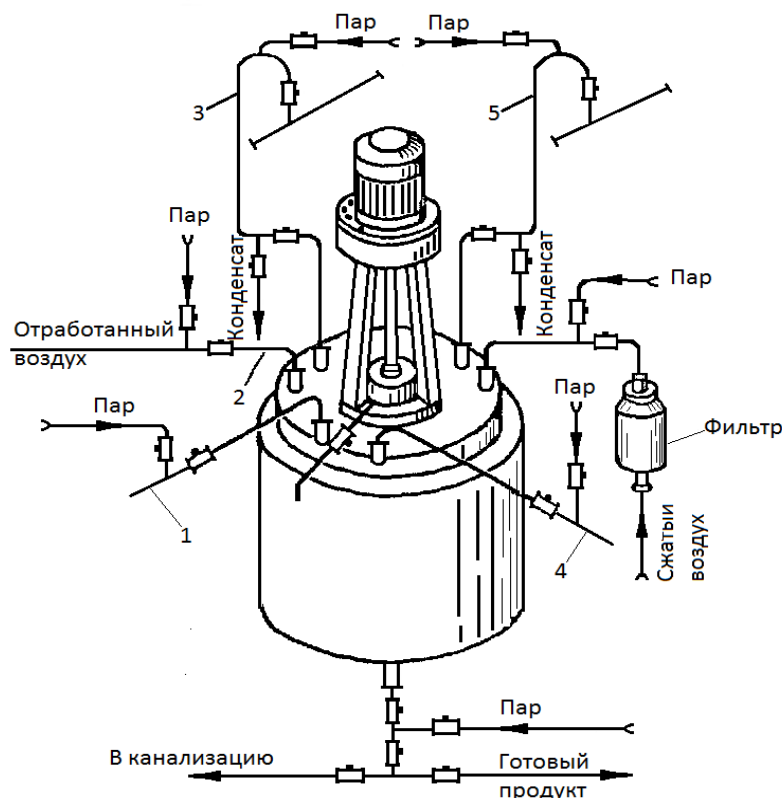 Пар
Пар
3
5
Пар
Конденсат
Конденсат
Пар
Отработанный
воздух
2
Пар
Пар
Фильтр
1
4
Сжатый
воздух
Пар
В канализацию
Готовый
продукт